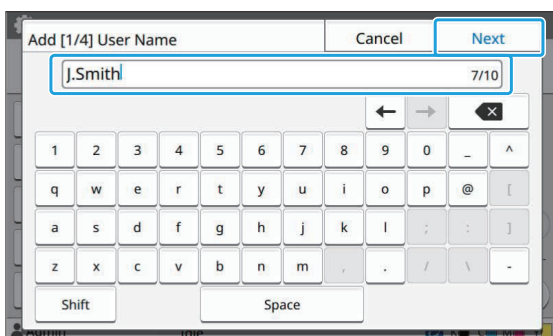 Add [1/4] User Name Cancel Next
J.Smith 7/10
← → ×
1 2 3 4 5 6 7 8 9 0 _ ^
q w e r t y u i o p @ [
a s d f g h j k l ; : ]
z x c v b n m , . / \ -
Shift Space
Admin Idle K C M Y